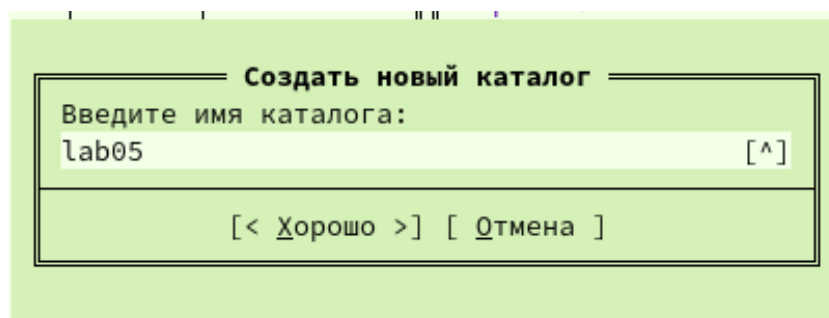 Создать новый каталог
Введите имя каталога:
lab05 [^]
[< Хорошо >] [ Отмена ]